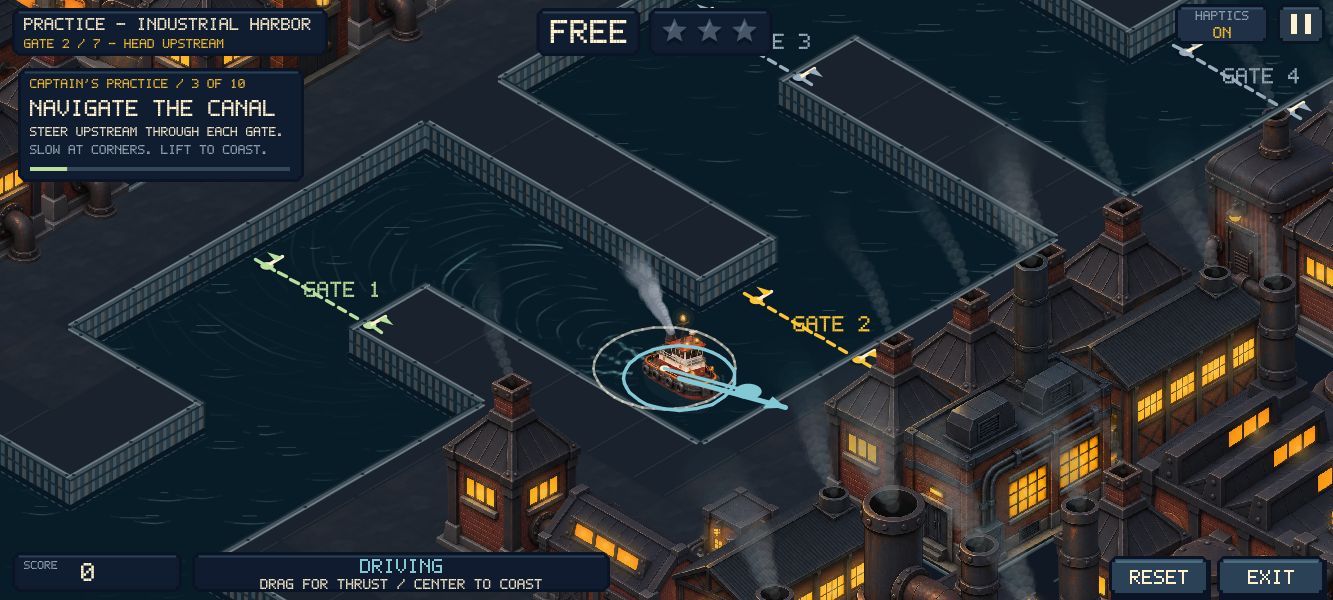 PRACTICE - INDUSTRIAL HARBOR
GATE 2 / 7 - HEAD UPSTREAM
FREE
HAPTICS
ON
CAPTAIN'S PRACTICE / 3 OF 10
NAVIGATE THE CANAL
STEER UPSTREAM THROUGH EACH GATE.
SLOW AT CORNERS. LIFT TO COAST.
E 3
GATE 4
GATE 1
GATE 2
SCORE 0
DRIVING
DRAG FOR THRUST / CENTER TO COAST
RESET
EXIT